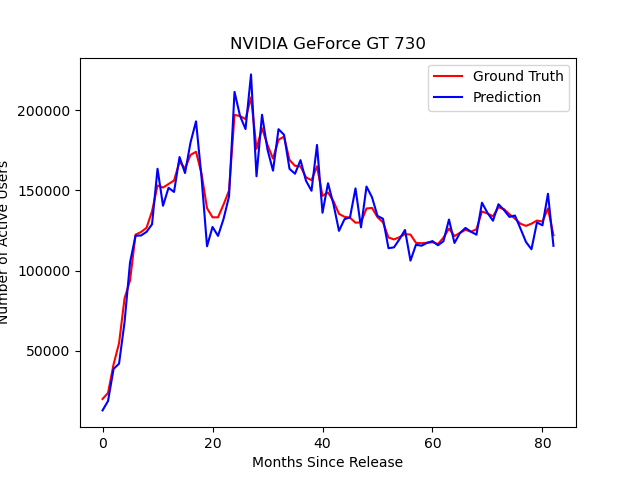 NVIDIA GeForce GT 730
Ground Truth
Prediction
200000
150000
100000
50000
Number of Active Users
0
20
40
60
80
Months Since Release